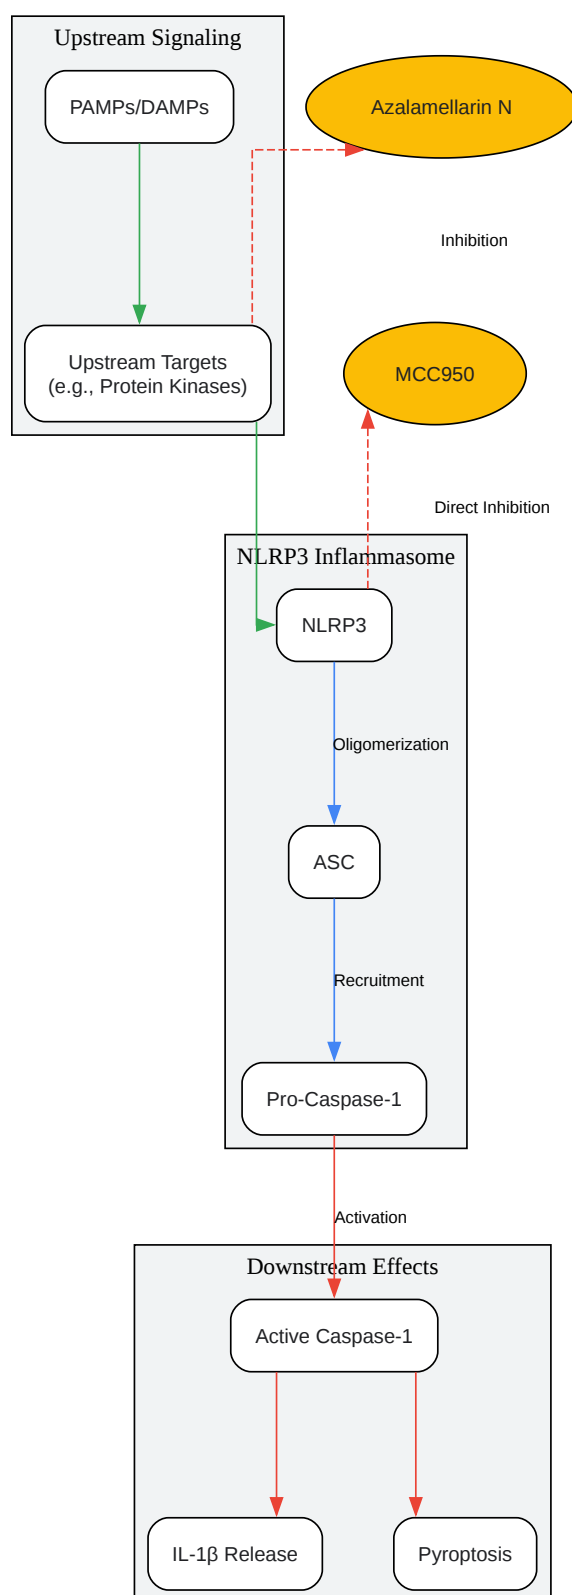 Upstream Signaling
PAMPs/DAMPs
Azalamellarin N
Inhibition
Upstream Targets
(e.g., Protein Kinases)
MCC950
Direct Inhibition
NLRP3 Inflammasome
NLRP3
Oligomerization
ASC
Recruitment
Pro-Caspase-1
Activation
Downstream Effects
Active Caspase-1
IL-1β Release
Pyroptosis